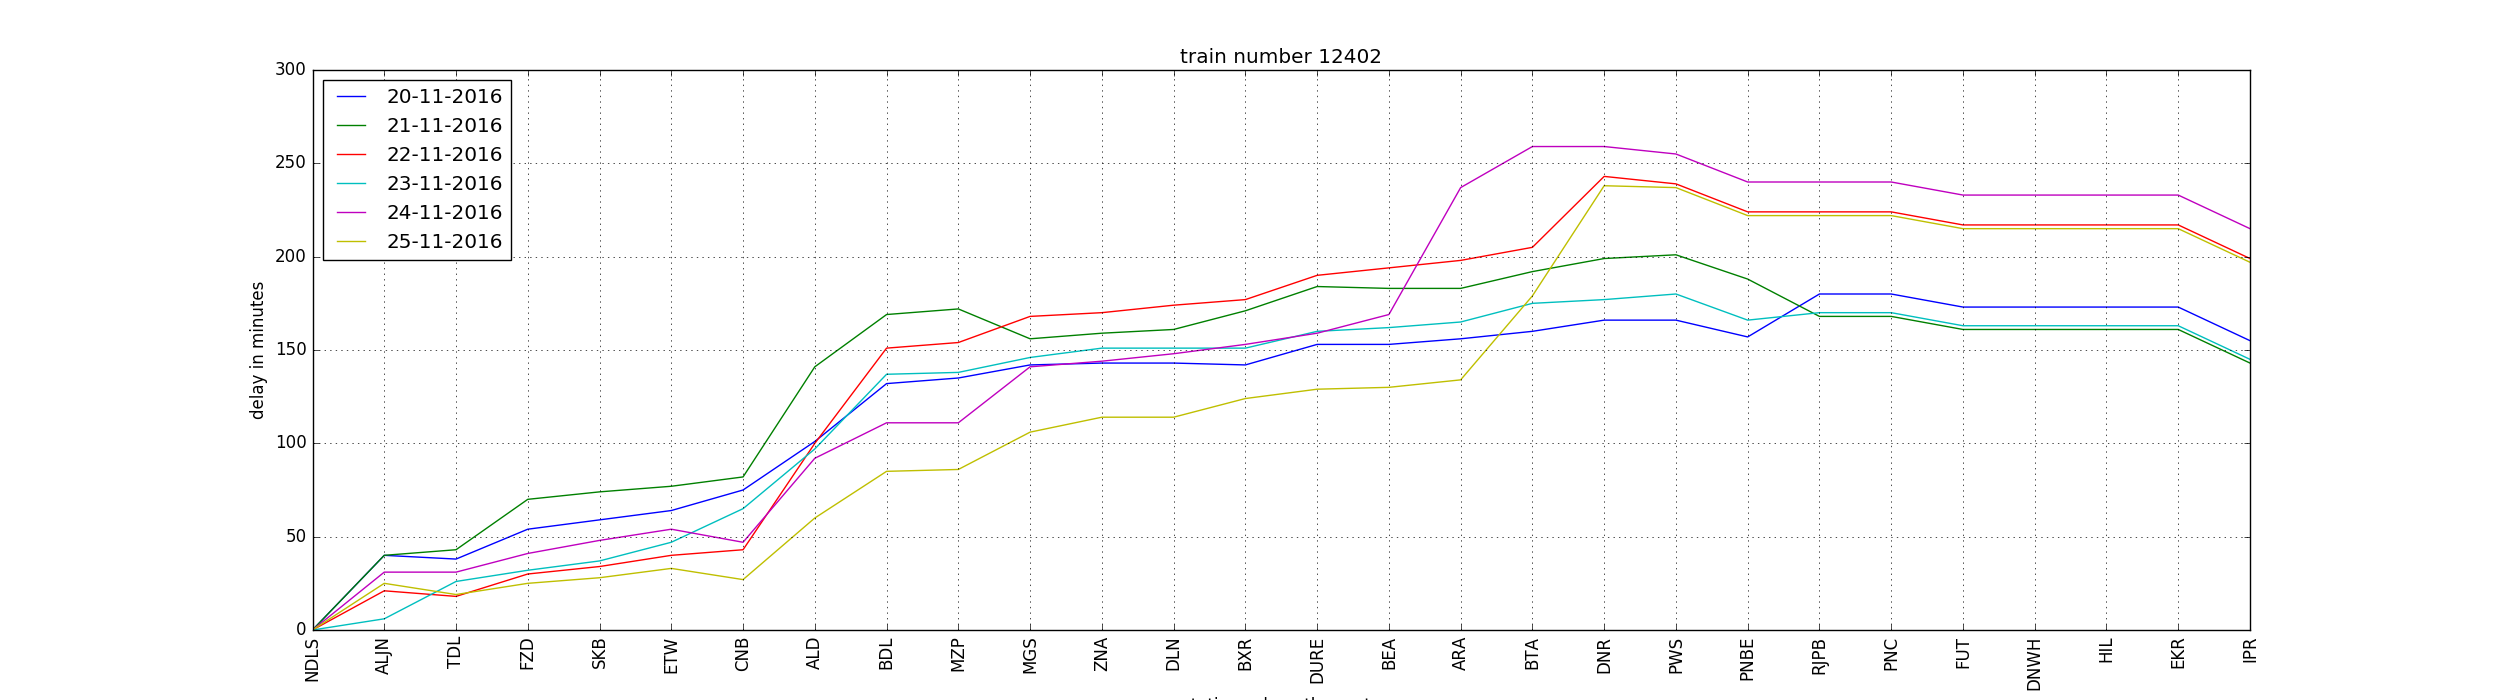 train number 12402
300
250
200
150
100
50
0
delay in minutes
20-11-2016
21-11-2016
22-11-2016
23-11-2016
24-11-2016
25-11-2016
NDLS
ALJN
TDL
FZD
SKB
ETW
CNB
ALD
BDL
MZP
MGS
ZNA
DLN
BXR
DURE
BEA
ARA
BTA
DNR
PWS
PNBE
RJPB
PNC
FUT
DNWH
HIL
EKR
IPR